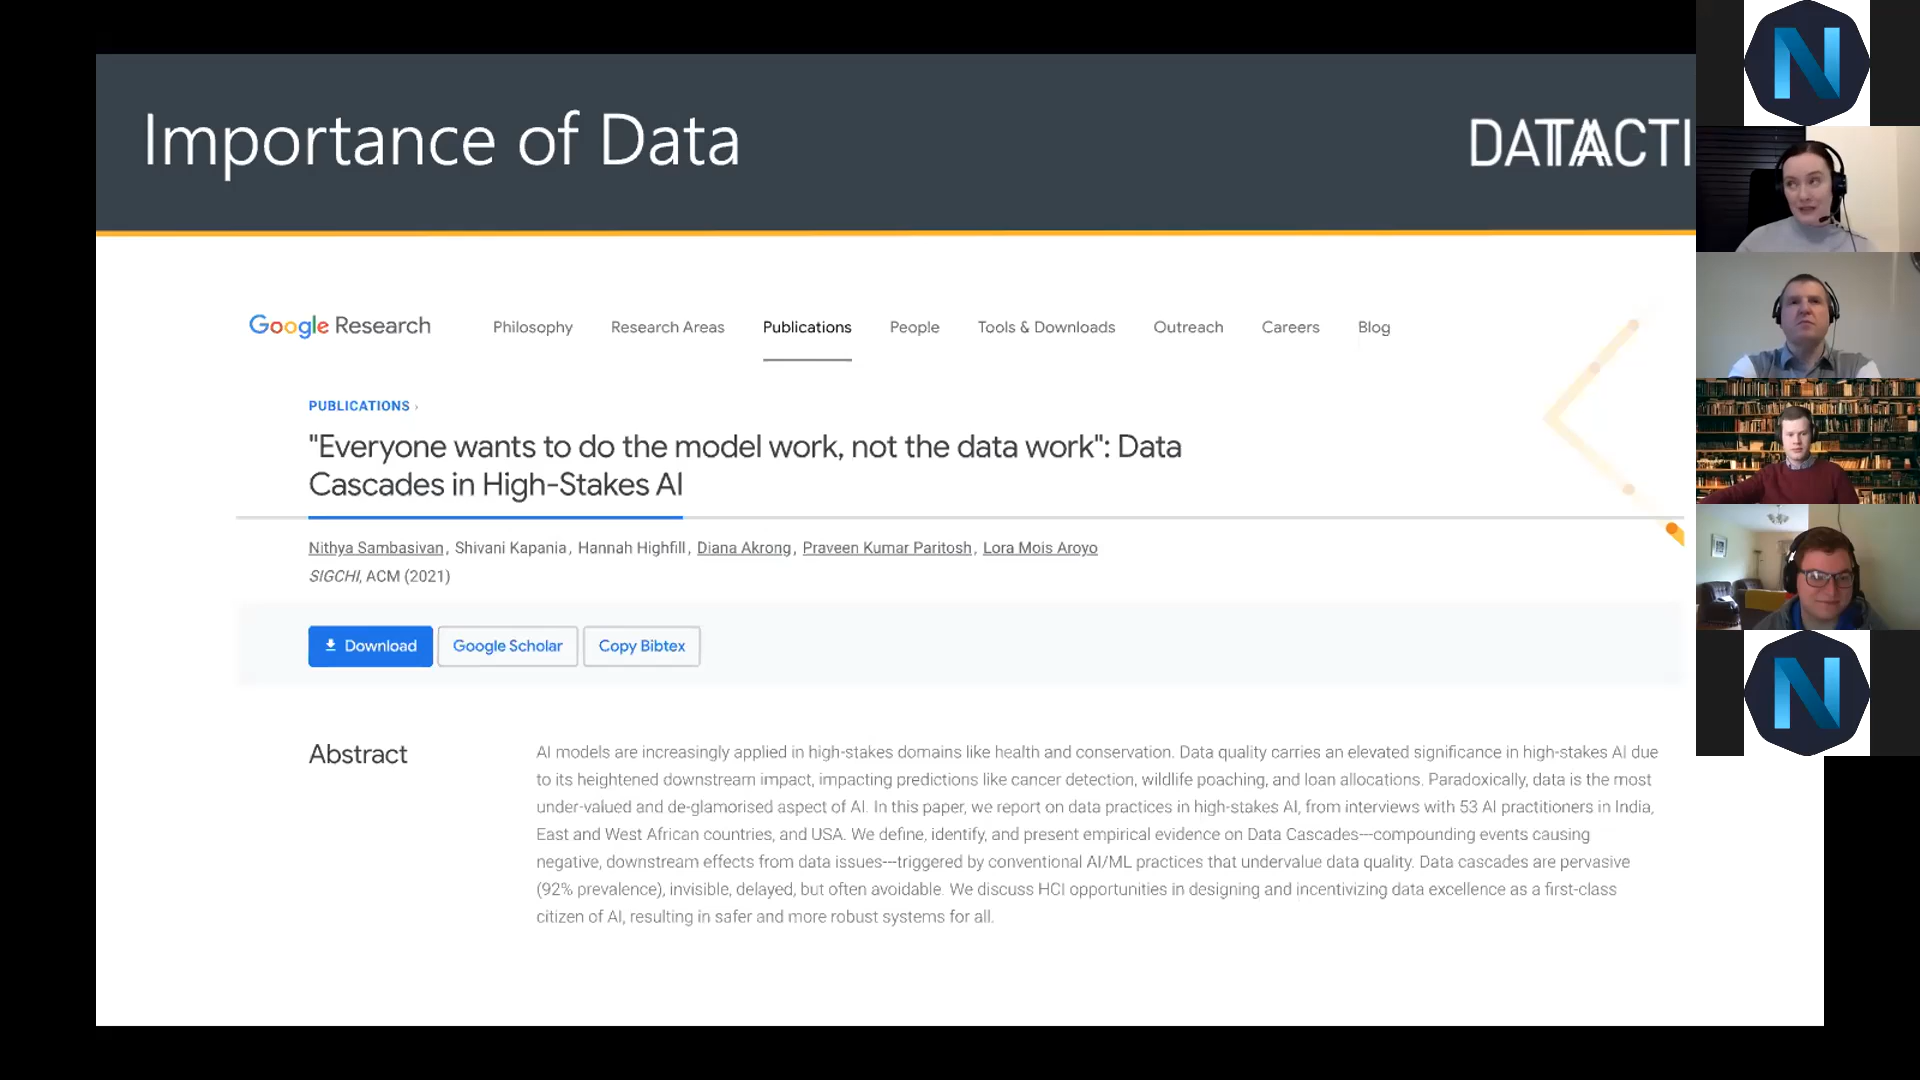 Importance of Data
DATACTI
Google Research Philosophy Research Areas Publications People Tools & Downloads Outreach Careers Blog
PUBLICATIONS ›
"Everyone wants to do the model work, not the data work": Data
Cascades in High-Stakes AI
Nithya Sambasivan, Shivani Kapania, Hannah Highfill, Diana Akrong, Praveen Kumar Paritosh, Lora Mois Aroyo
SIGCHI, ACM (2021)
Download Google Scholar Copy Bibtex
Abstract
AI models are increasingly applied in high-stakes domains like health and conservation. Data quality carries an elevated significance in high-stakes AI due
to its heightened downstream impact, impacting predictions like cancer detection, wildlife poaching, and loan allocations. Paradoxically, data is the most
under-valued and de-glamorised aspect of AI. In this paper, we report on data practices in high-stakes AI, from interviews with 53 AI practitioners in India,
East and West African countries, and USA. We define, identify, and present empirical evidence on Data Cascades---compounding events causing
negative, downstream effects from data issues---triggered by conventional AI/ML practices that undervalue data quality. Data cascades are pervasive
(92% prevalence), invisible, delayed, but often avoidable. We discuss HCI opportunities in designing and incentivizing data excellence as a first-class
citizen of AI, resulting in safer and more robust systems for all.
N
N